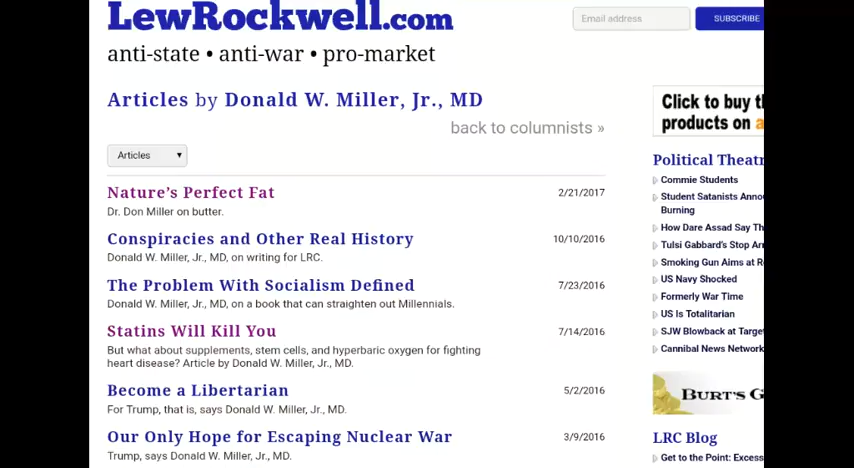 LewRockwell.com
Email address
SUBSCRIBE
anti-state • anti-war • pro-market
Articles by Donald W. Miller, Jr., MD
back to columnists »
Articles
Nature's Perfect Fat 2/21/2017
Dr. Don Miller on butter.
Conspiracies and Other Real History 10/10/2016
Donald W. Miller, Jr., MD, on writing for LRC.
The Problem With Socialism Defined 7/23/2016
Donald W. Miller, Jr., MD, on a book that can straighten out Millennials.
Statins Will Kill You 7/14/2016
But what about supplements, stem cells, and hyperbaric oxygen for fighting
heart disease? Article by Donald W. Miller, Jr., MD.
Become a Libertarian 5/2/2016
For Trump, that is, says Donald W. Miller, Jr., MD.
Our Only Hope for Escaping Nuclear War 3/9/2016
Trump, says Donald W. Miller, Jr., MD.
Click to buy
products on
Political
Commie Students
Student Satanists
Burning
How Dare Assad Say
Tulsi Gabbard's Stop
Smoking Gun Aims at
US Navy Shocked
Formerly War Time
US Is Totalitarian
SJW Blowback at
Cannibal News Network
BURT'S
LRC Blog
Get to the Point: